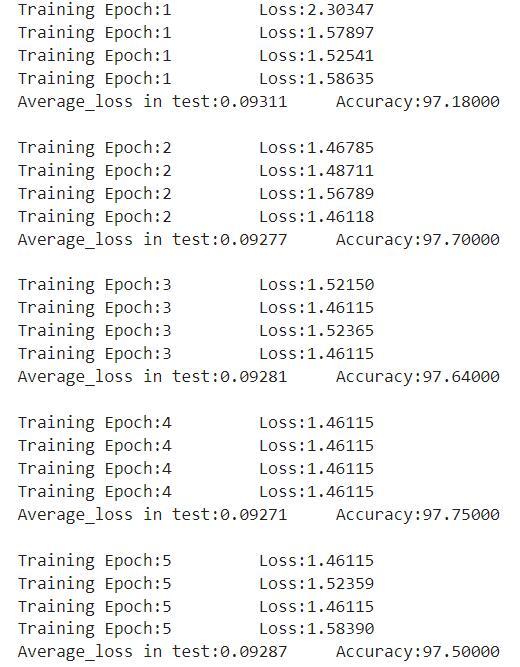 Training Epoch:1 Loss:2.30347
Training Epoch:1 Loss:1.57897
Training Epoch:1 Loss:1.52541
Training Epoch:1 Loss:1.58635
Average_loss in test:0.09311 Accuracy:97.18000
Training Epoch:2 Loss:1.46785
Training Epoch:2 Loss:1.48711
Training Epoch:2 Loss:1.56789
Training Epoch:2 Loss:1.46118
Average_loss in test:0.09277 Accuracy:97.70000
Training Epoch:3 Loss:1.52150
Training Epoch:3 Loss:1.46115
Training Epoch:3 Loss:1.52365
Training Epoch:3 Loss:1.46115
Average_loss in test:0.09281 Accuracy:97.64000
Training Epoch:4 Loss:1.46115
Training Epoch:4 Loss:1.46115
Training Epoch:4 Loss:1.46115
Training Epoch:4 Loss:1.46115
Average_loss in test:0.09271 Accuracy:97.75000
Training Epoch:5 Loss:1.46115
Training Epoch:5 Loss:1.52359
Training Epoch:5 Loss:1.46115
Training Epoch:5 Loss:1.58390
Average_loss in test:0.09287 Accuracy:97.50000